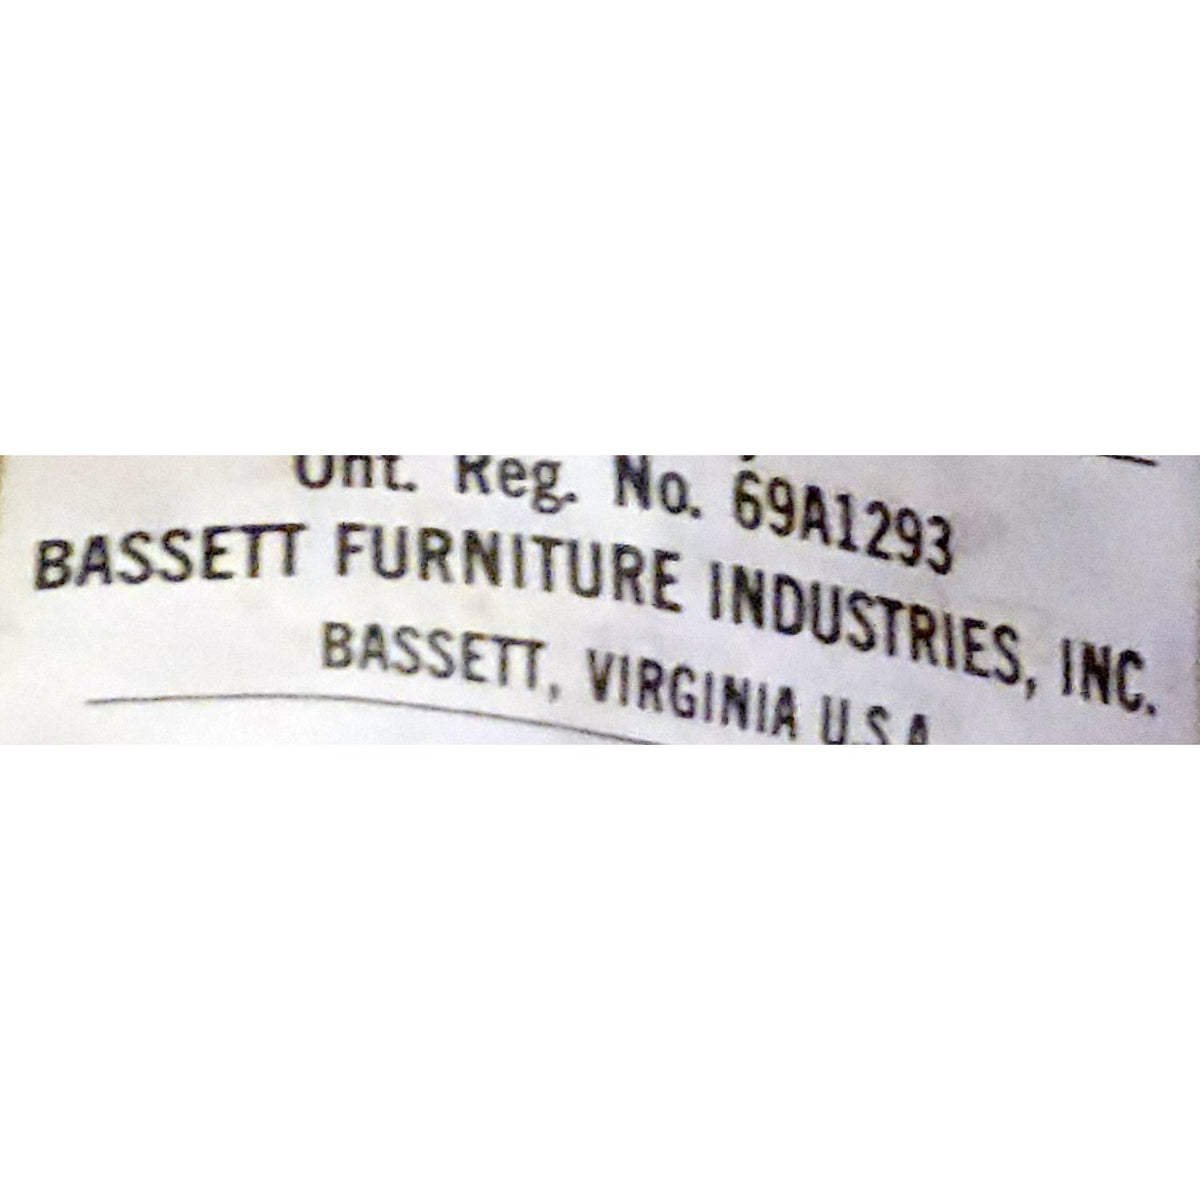 Ont. Reg. No. 69A1293
BASSETT FURNITURE INDUSTRIES, INC.
BASSETT, VIRGINIA U.S.A